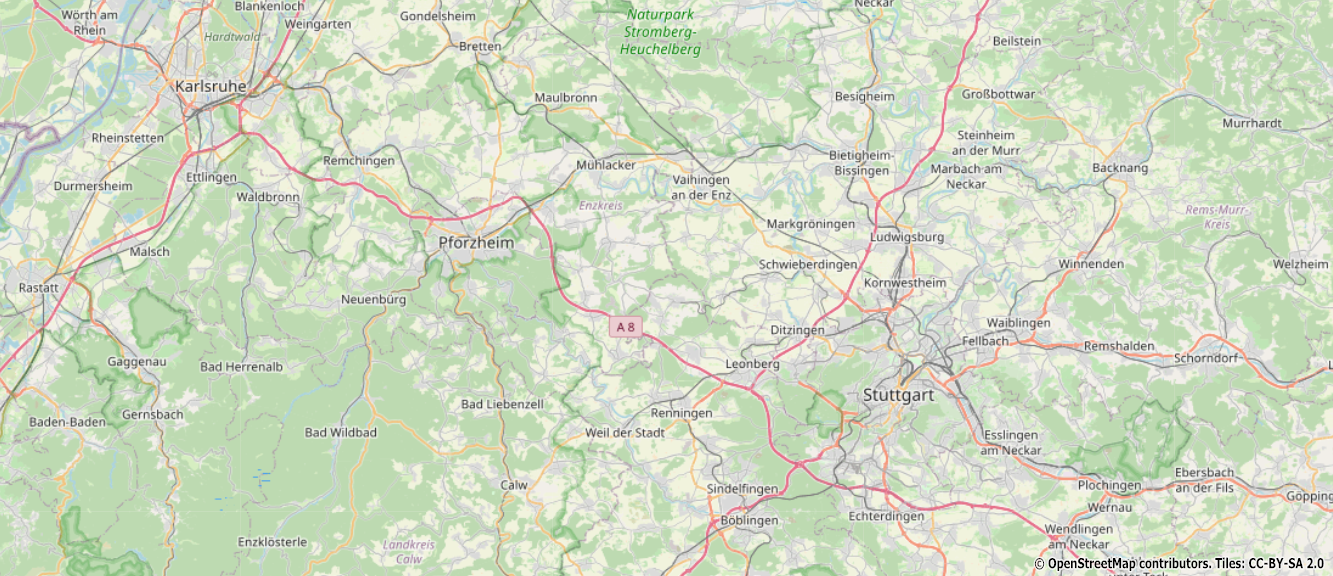 Wörth am
Rhein
Blankenloch
Weingarten
Hardtwald
Gondelsheim
Bretten
Naturpark
Stromberg-
Heuchelberg
Neckar
Beilstein
Karlsruhe
Maulbronn
Besigheim
Großbottwar
Murrhardt
Rheinstetten
Remchingen
Mühlacker
Steinheim
an der Murr
Bietigheim-
Bissingen
Marbach am
Neckar
Backnang
Durmersheim
Ettlingen
Waldbronn
Vaihingen
an der Enz
Enzkreis
Markgröningen
Rems-Murr-
Kreis
Malsch
Pforzheim
Ludwigsburg
Schwieberdingen
Winnenden
Welzheim
Rastatt
Neuenbürg
Kornwestheim
A 8
Ditzingen
Waiblingen
Fellbach
Remshalden
Schorndorf
Gaggenau
Bad Herrenalb
Leonberg
Stuttgart
Gernsbach
Baden-Baden
Bad Liebenzell
Renningen
Weil der Stadt
Bad Wildbad
Esslingen
am Neckar
Calw
Sindelfingen
Plochingen
Ebersbach
an der Fils
Göpping
Wernau
Böblingen
Echterdingen
Wendlingen
am Neckar
Enzklösterle
Landkreis
Calw
© OpenStreetMap contributors. Tiles: CC-BY-SA 2.0